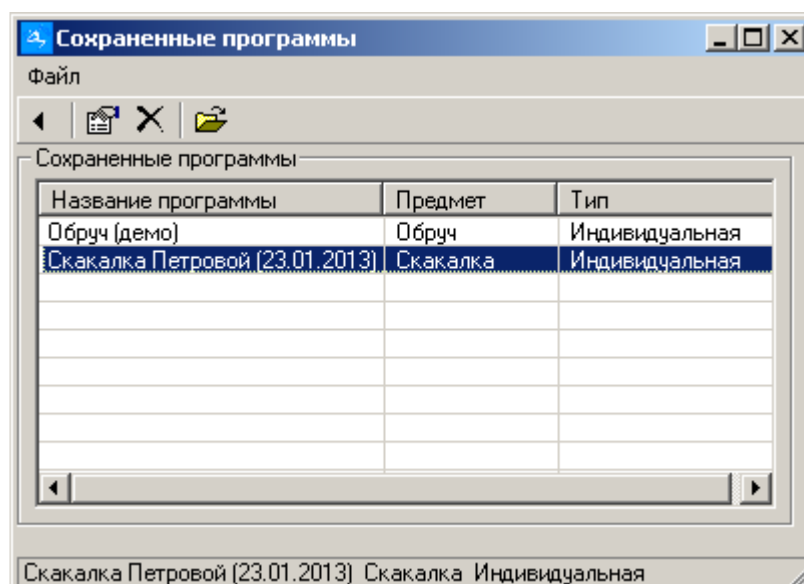 Сохраненные программы
Файл
Сохраненные программы
Название программы Предмет Тип
Обруч (демо) Обруч Индивидуальная
Скакалка Петровой (23.01.2013) Скакалка Индивидуальная
Скакалка Петровой (23.01.2013) Скакалка Индивидуальная